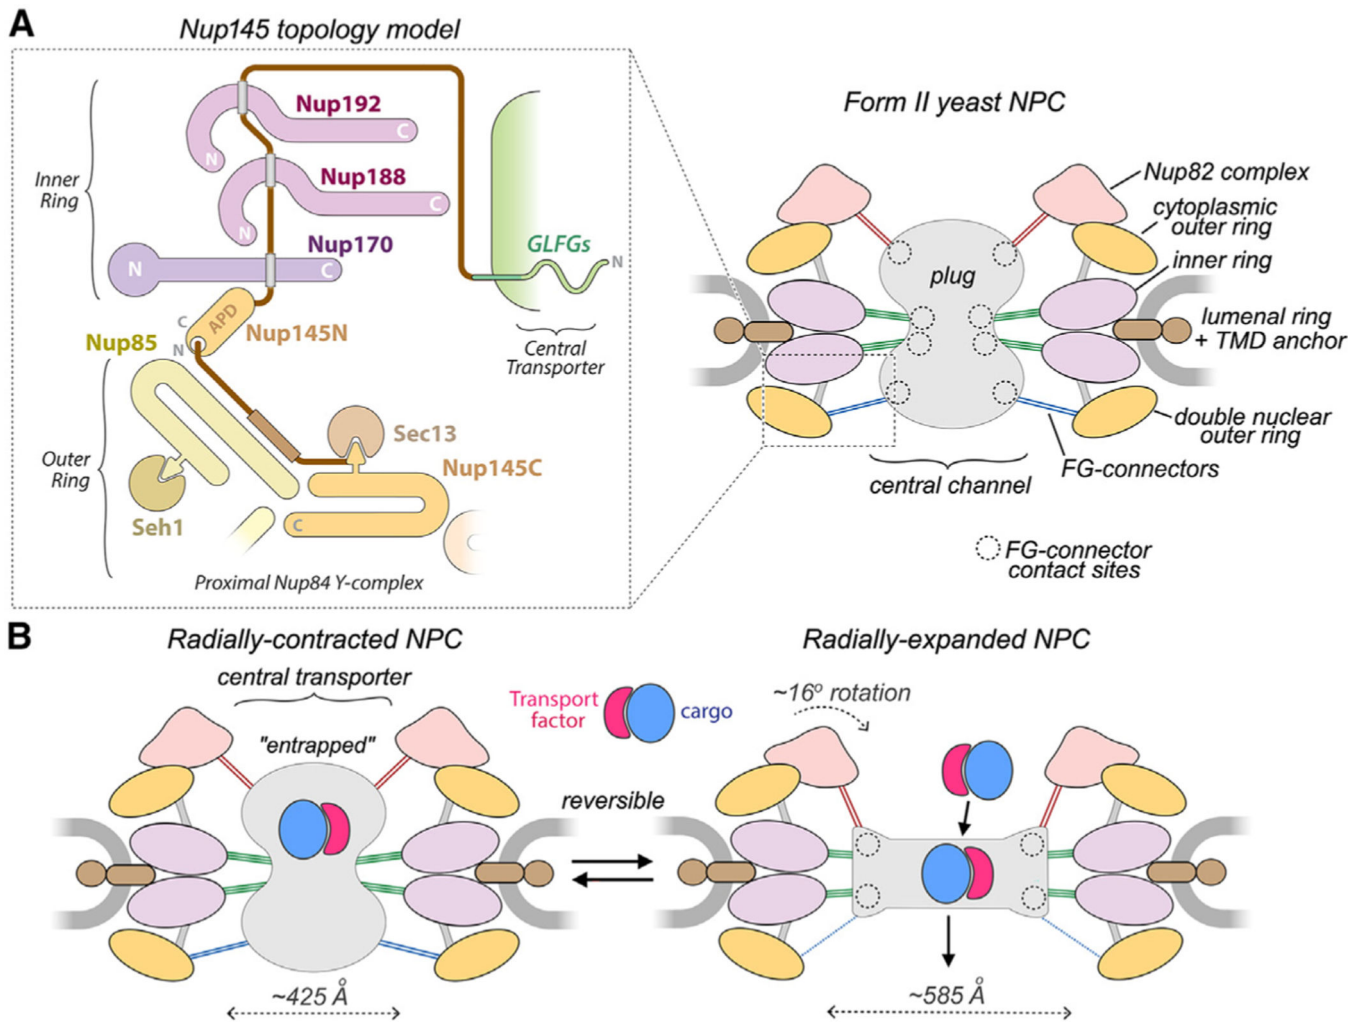 A
Nup145 topology model
Nup192
C
N
Inner
Ring
Nup188
C
N
Nup170
N
C
GLFGs
N
APD
C
N
Nup145N
Nup85
Central
Transporter
Sec13
Outer
Ring
Nup145C
Seh1
C
Proximal Nup84 Y-complex
Form II yeast NPC
Nup82 complex
cytoplasmic
outer ring
plug
inner ring
lumenal ring
+ TMD anchor
double nuclear
outer ring
FG-connectors
central channel
FG-connector
contact sites
B
Radially-contracted NPC
central transporter
"entrapped"
~425 Å
Transport
factor
cargo
reversible
Radially-expanded NPC
~16° rotation
~585 Å